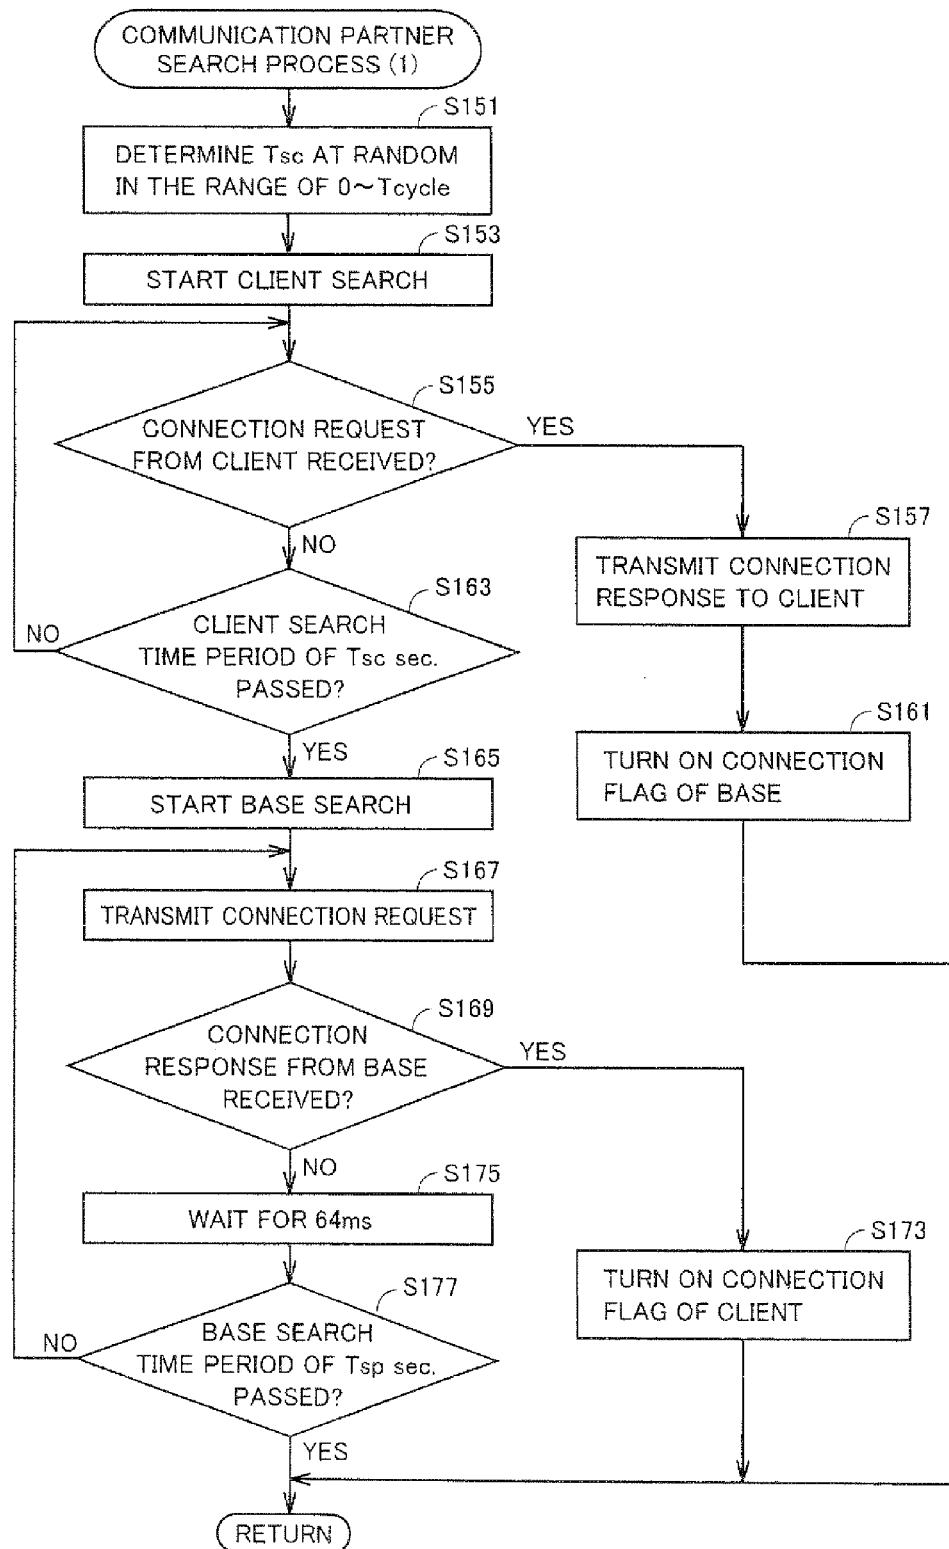 COMMUNICATION PARTNER
SEARCH PROCESS (1)
S151
DETERMINE Tsc AT RANDOM
IN THE RANGE OF 0～Tcycle
S153
START CLIENT SEARCH
S155
CONNECTION REQUEST
FROM CLIENT RECEIVED?
YES
NO
S157
TRANSMIT CONNECTION
RESPONSE TO CLIENT
S163
CLIENT SEARCH
TIME PERIOD OF Tsc sec.
PASSED?
NO
YES
S161
TURN ON CONNECTION
FLAG OF BASE
S165
START BASE SEARCH
S167
TRANSMIT CONNECTION REQUEST
S169
CONNECTION
RESPONSE FROM BASE
RECEIVED?
YES
NO
S175
WAIT FOR 64ms
S173
TURN ON CONNECTION
FLAG OF CLIENT
S177
BASE SEARCH
TIME PERIOD OF Tsp sec.
PASSED?
NO
YES
RETURN